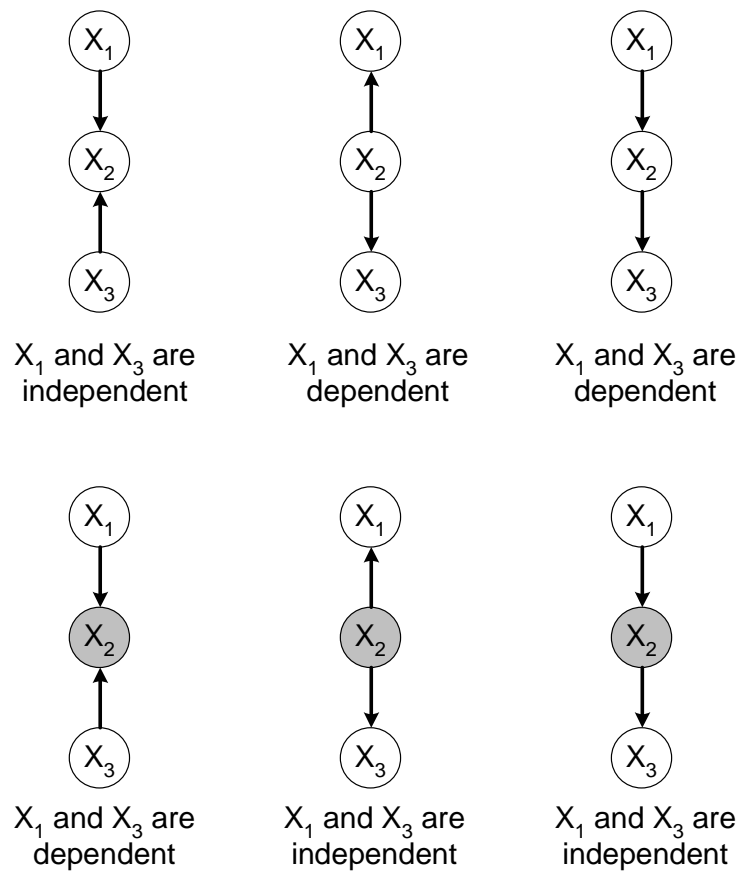 X₁ X₁ X₁
X₂ X₂ X₂
X₃ X₃ X₃
X₁ and X₃ are X₁ and X₃ are X₁ and X₃ are
independent dependent dependent
X₁ X₁ X₁
X₂ X₂ X₂
X₃ X₃ X₃
X₁ and X₃ are X₁ and X₃ are X₁ and X₃ are
dependent independent independent